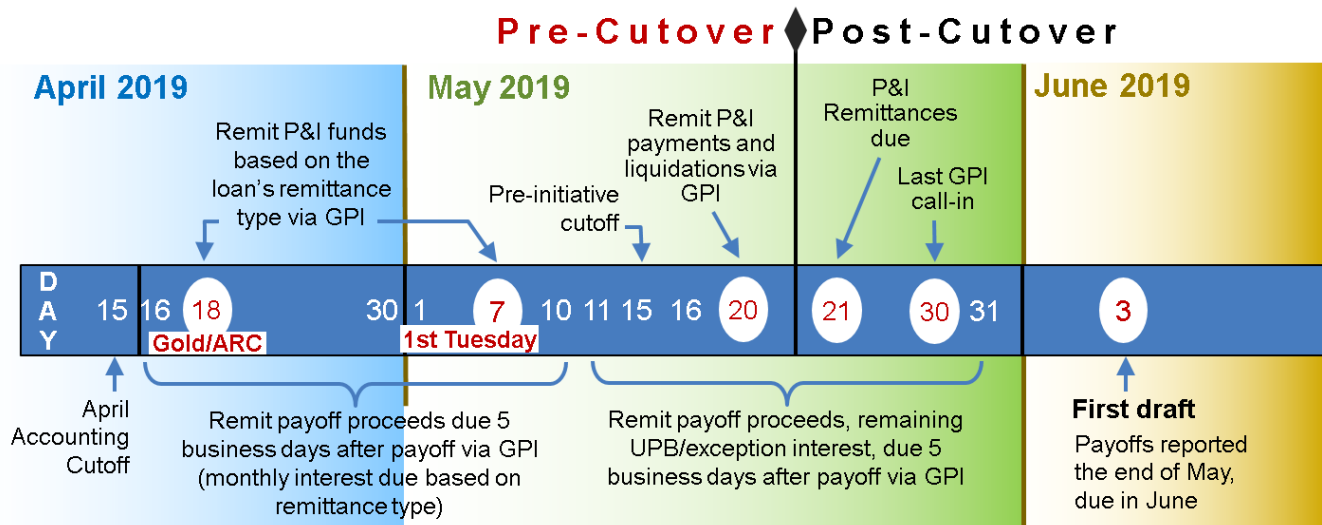 Pre-Cutover Post-Cutover
April 2019
May 2019
June 2019
Remit P&I funds
based on the
loan's remittance
type via GPI
Pre-initiative
cutoff
Remit P&I
payments and
liquidations via
GPI
P&I
Remittances
due
Last GPI
call-in
D
A
Y
15 16 18 30 1 7 10 11 15 16 20 21 30 31 3
Gold/ARC
1st Tuesday
April
Accounting
Cutoff
Remit payoff proceeds due 5
business days after payoff via GPI
(monthly interest due based on
remittance type)
Remit payoff proceeds, remaining
UPB/exception interest, due 5
business days after payoff via GPI
First draft
Payoffs reported
the end of May,
due in June